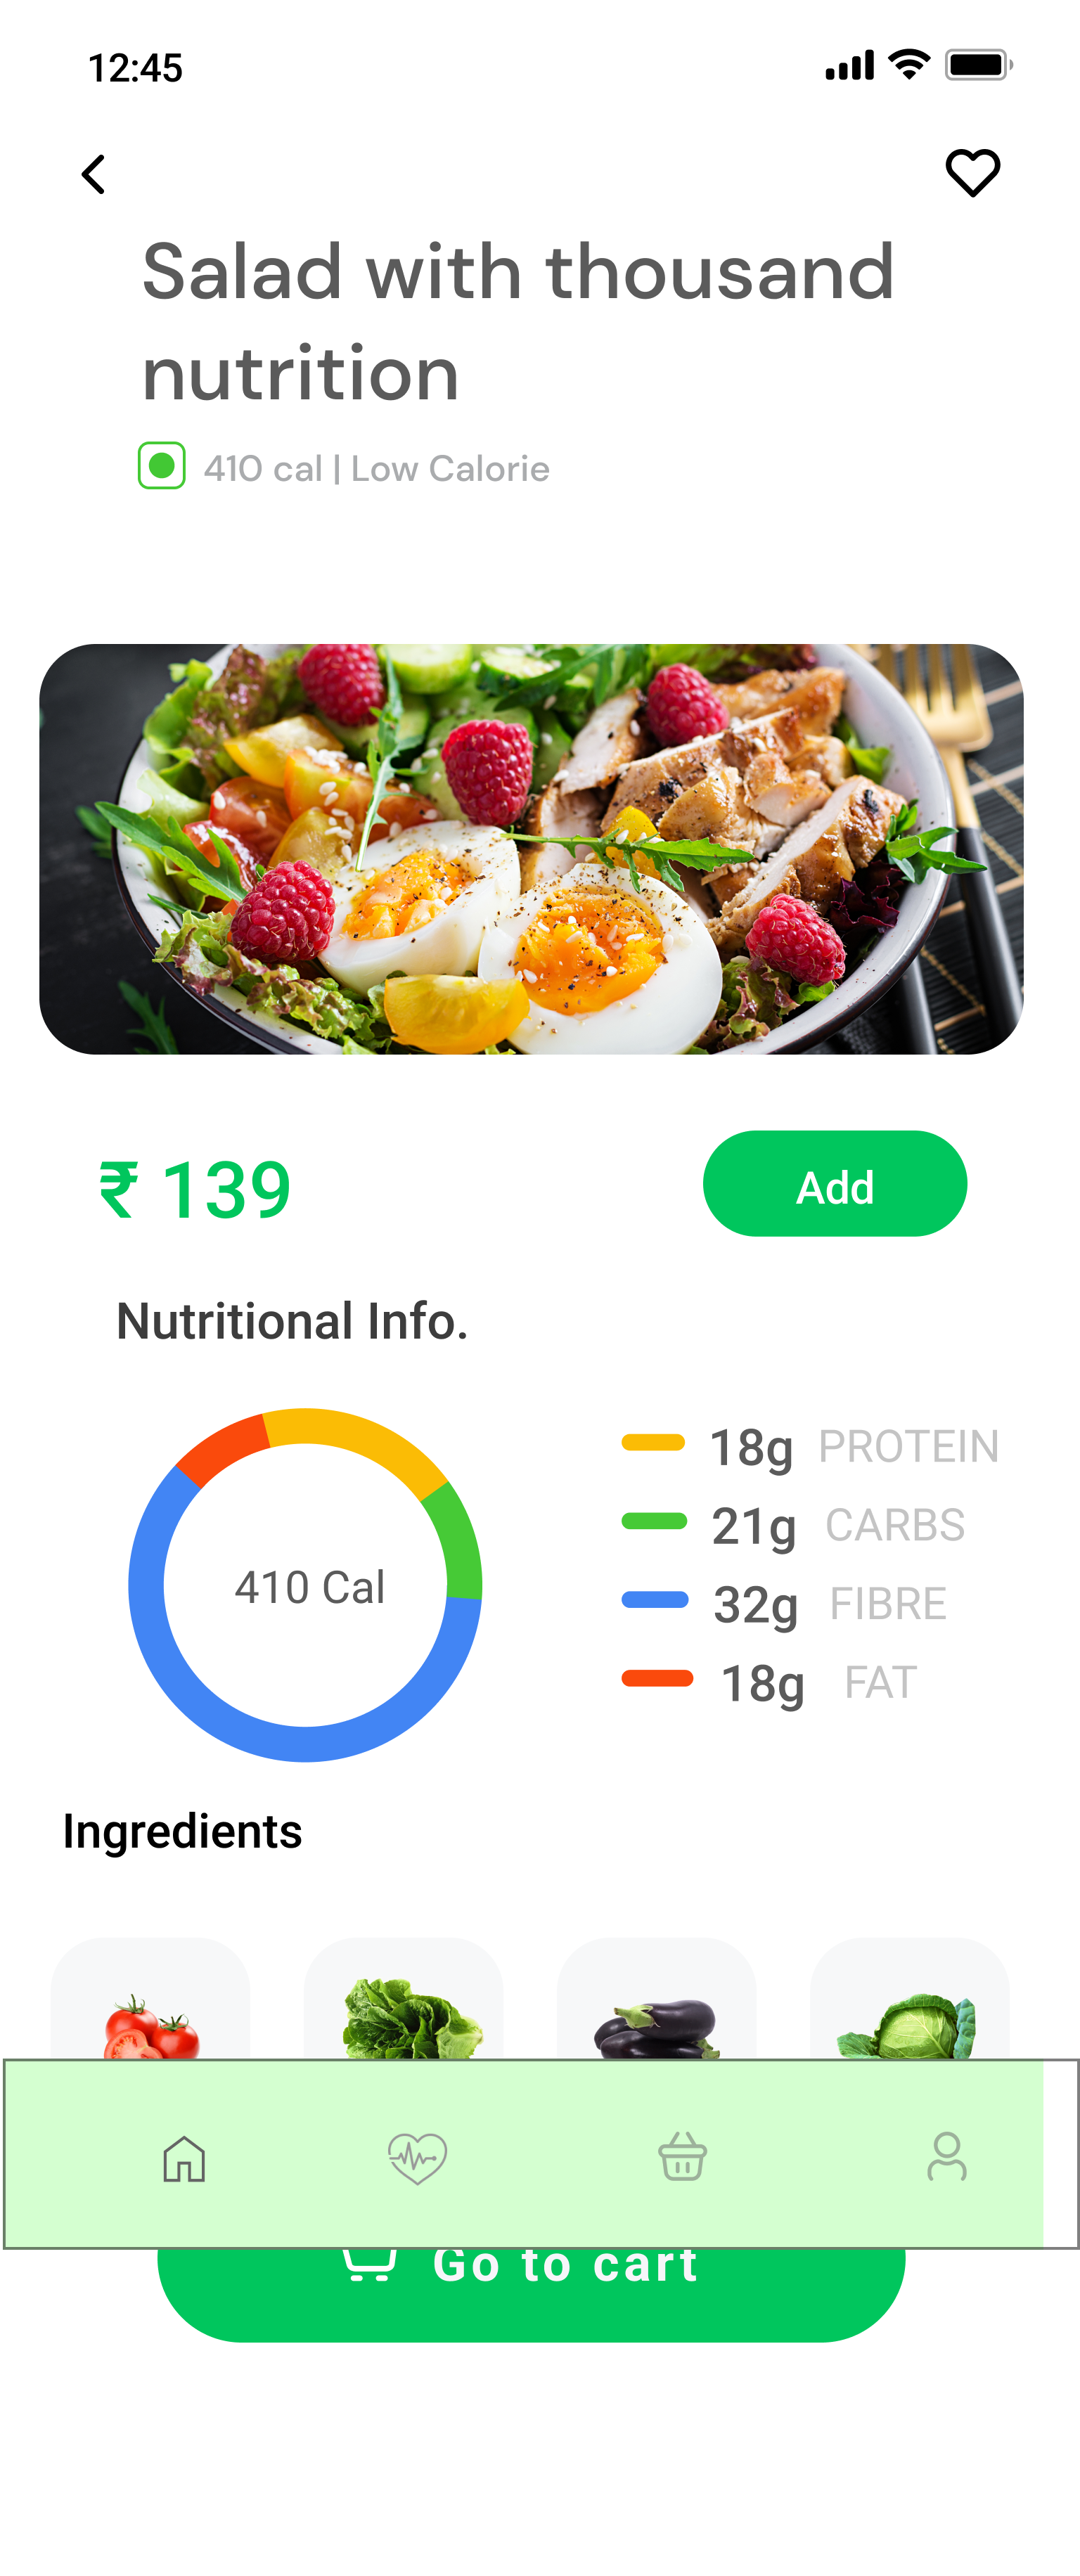 12:45
Salad with thousand
nutrition
410 cal | Low Calorie
₹ 139
Add
Nutritional Info.
410 Cal
18g PROTEIN
21g CARBS
32g FIBRE
18g FAT
Ingredients
Go to cart